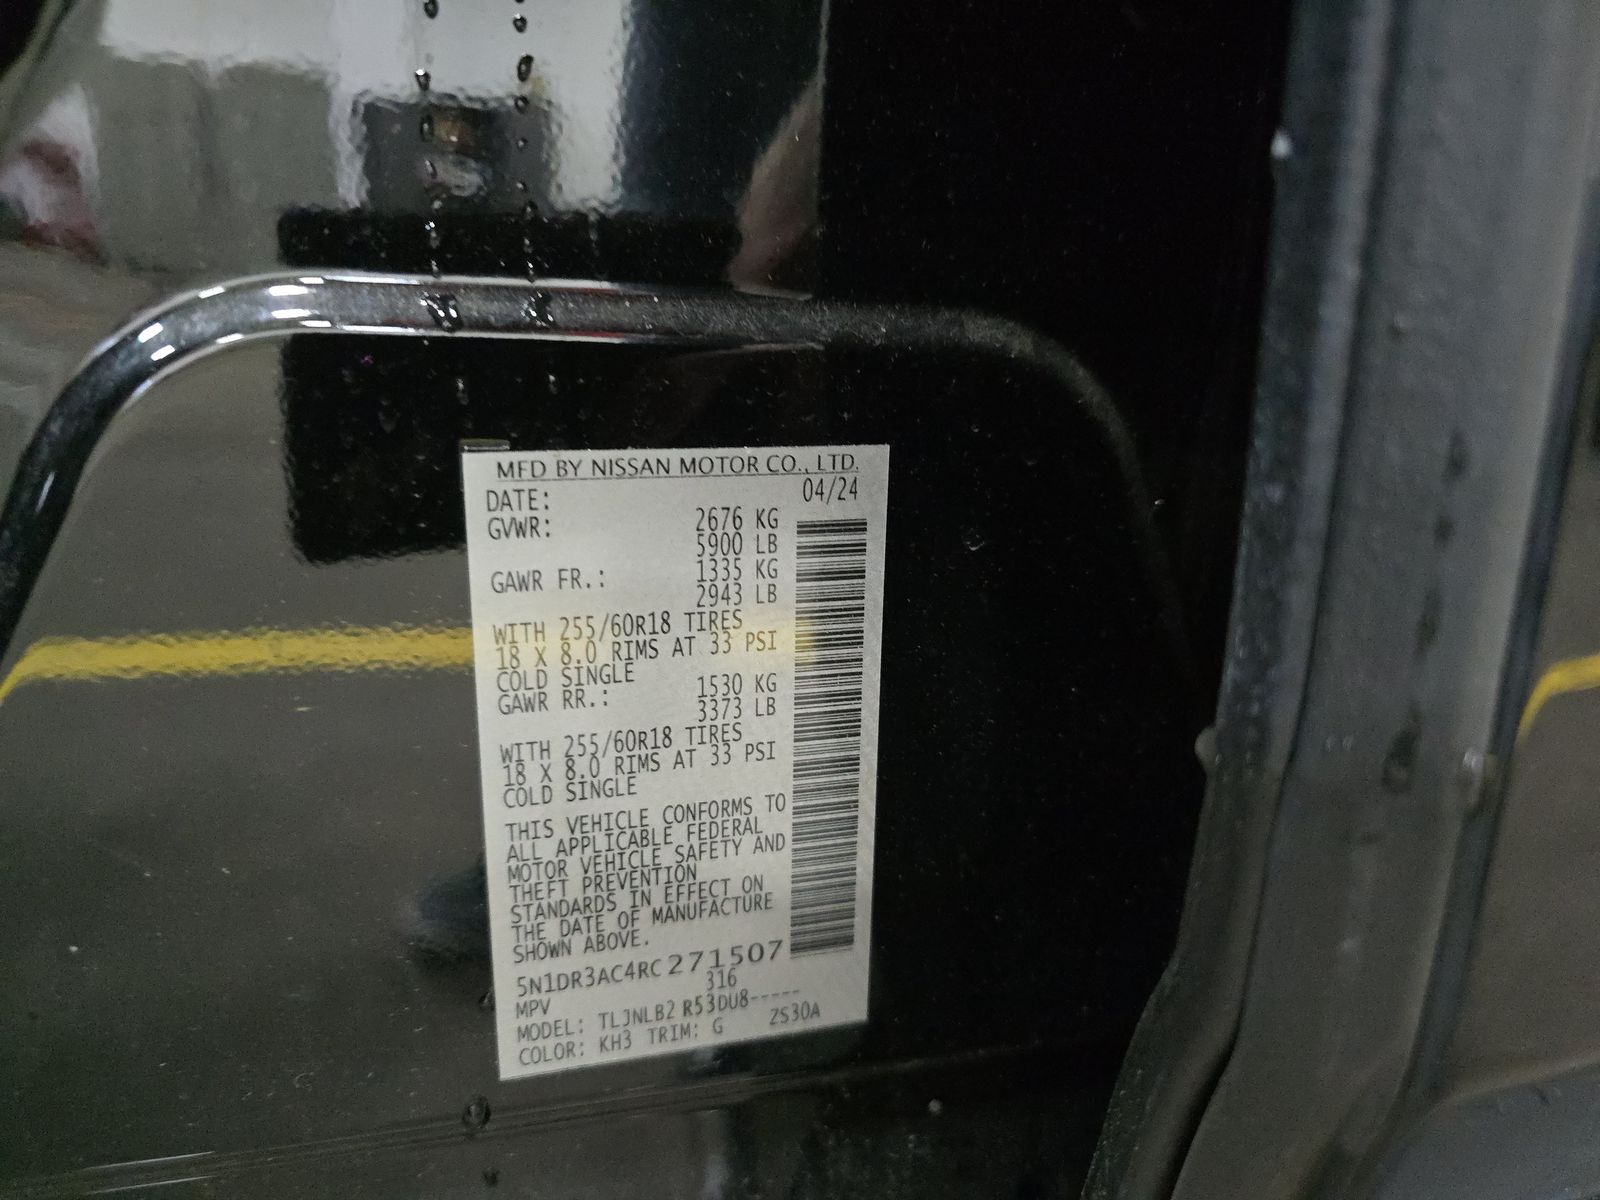 MFD BY NISSAN MOTOR CO., LTD.
DATE: 04/24
GVWR: 2676 KG
5900 LB
GAWR FR.: 1335 KG
2943 LB
WITH 255/60R18 TIRES
18 X 8.0 RIMS AT 33 PSI
COLD SINGLE
GAWR RR.: 1530 KG
3373 LB
WITH 255/60R18 TIRES
18 X 8.0 RIMS AT 33 PSI
COLD SINGLE
THIS VEHICLE CONFORMS TO
ALL APPLICABLE FEDERAL
MOTOR VEHICLE SAFETY AND
THEFT PREVENTION
STANDARDS IN EFFECT ON
THE DATE OF MANUFACTURE
SHOWN ABOVE.
5N1DR3AC4RC271507
MPV 316
MODEL: TLJNLB2 R53DU8-----
COLOR: KH3 TRIM: G ZS30A